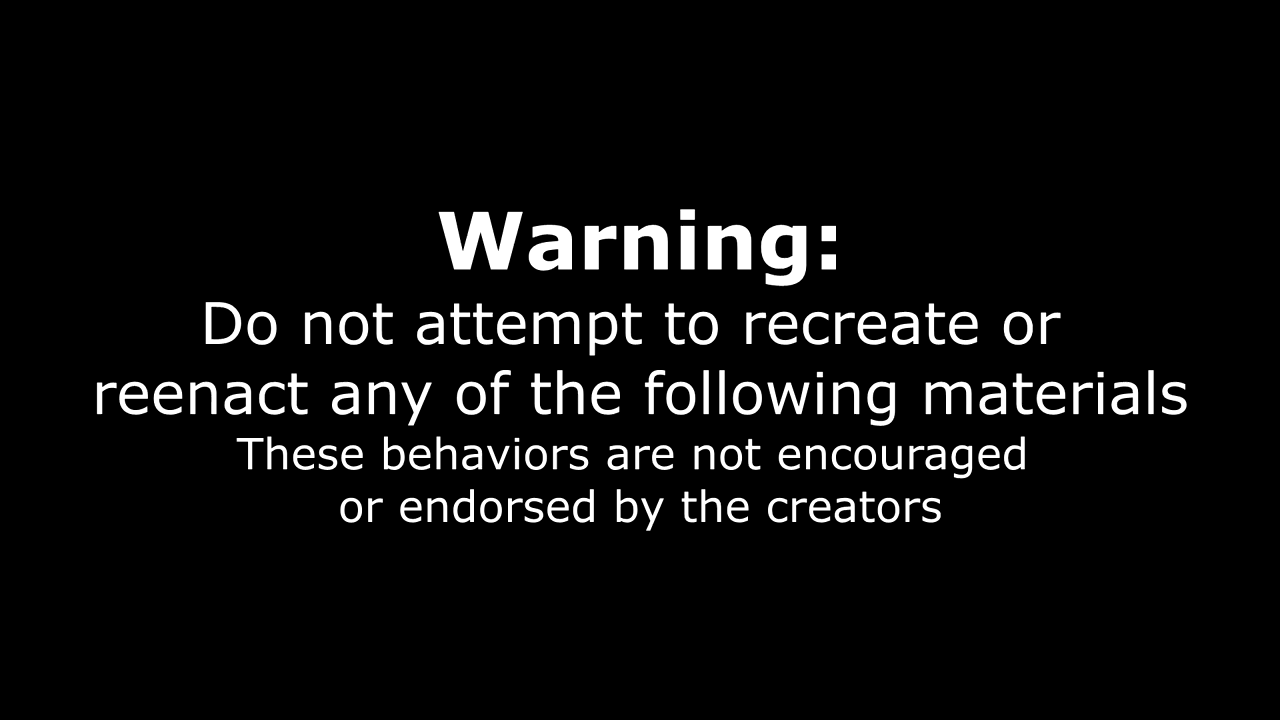 Warning:
Do not attempt to recreate or
reenact any of the following materials
These behaviors are not encouraged
or endorsed by the creators